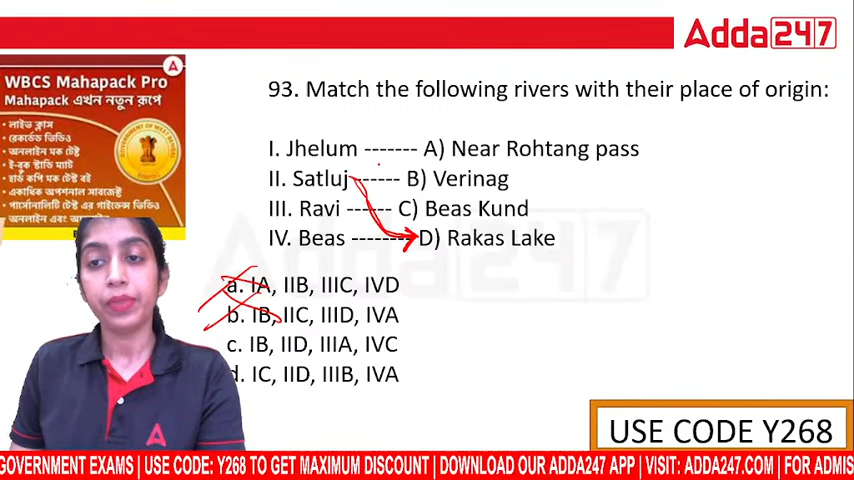 Adda247
WBCS Mahapack Pro
Mahapack এখন নতুন রূপে
• লাইভ ক্লাস
• রেকর্ডেড ভিডিও
• অনলাইন মক টেস্ট
• ই-বুক স্টাডি ম্যাট
• হার্ড কপি মক টেস্ট বই
• একাধিক অপশনাল সাবজেক্ট
• পার্সোনালিটি টেস্ট এর গাইডেন্স ভিডিও
93. Match the following rivers with their place of origin:
I. Jhelum ------- A) Near Rohtang pass
II. Satluj ------ B) Verinag
III. Ravi ------ C) Beas Kund
IV. Beas -------- D) Rakas Lake
a. IA, IIB, IIIC, IVD
b. IB, IIC, IIID, IVA
c. IB, IID, IIIA, IVC
d. IC, IID, IIIB, IVA
USE CODE Y268
GOVERNMENT EXAMS | USE CODE: Y268 TO GET MAXIMUM DISCOUNT | DOWNLOAD OUR ADDA247 APP | VISIT: ADDA247.COM | FOR